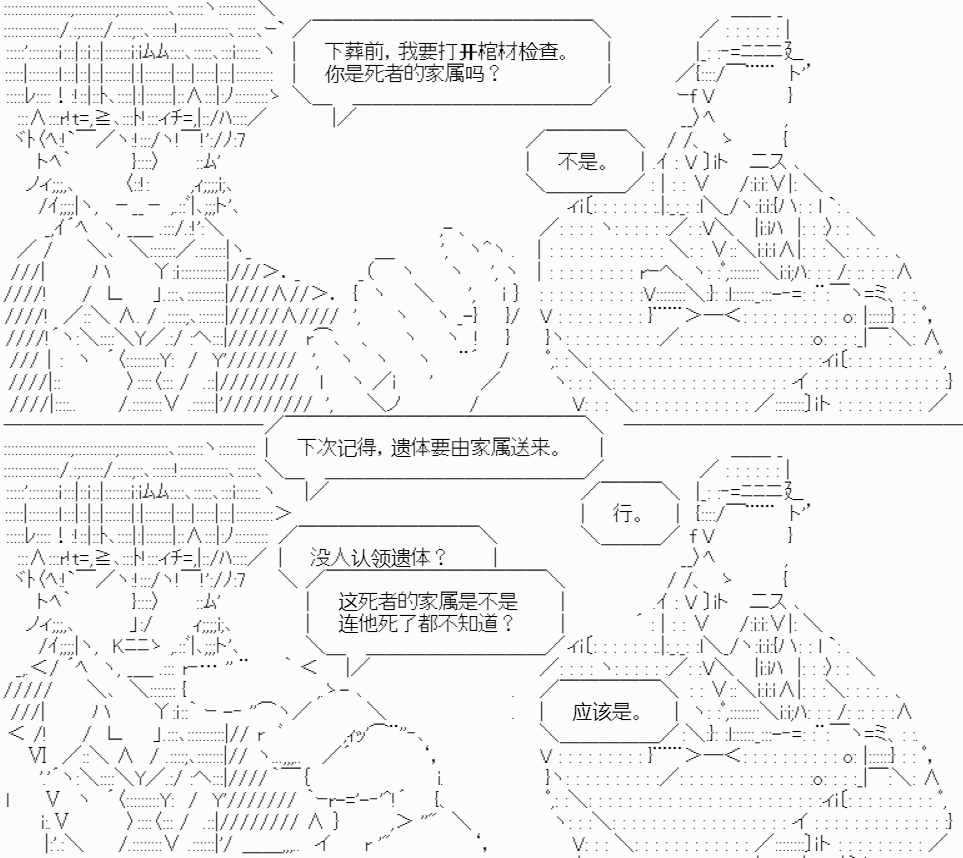 下葬前，我要打开棺材检查。
你是死者的家属吗？
不是。
下次记得，遗体要由家属送来。
行。
没人认领遗体？
这死者的家属是不是
连他死了都不知道？
应该是。